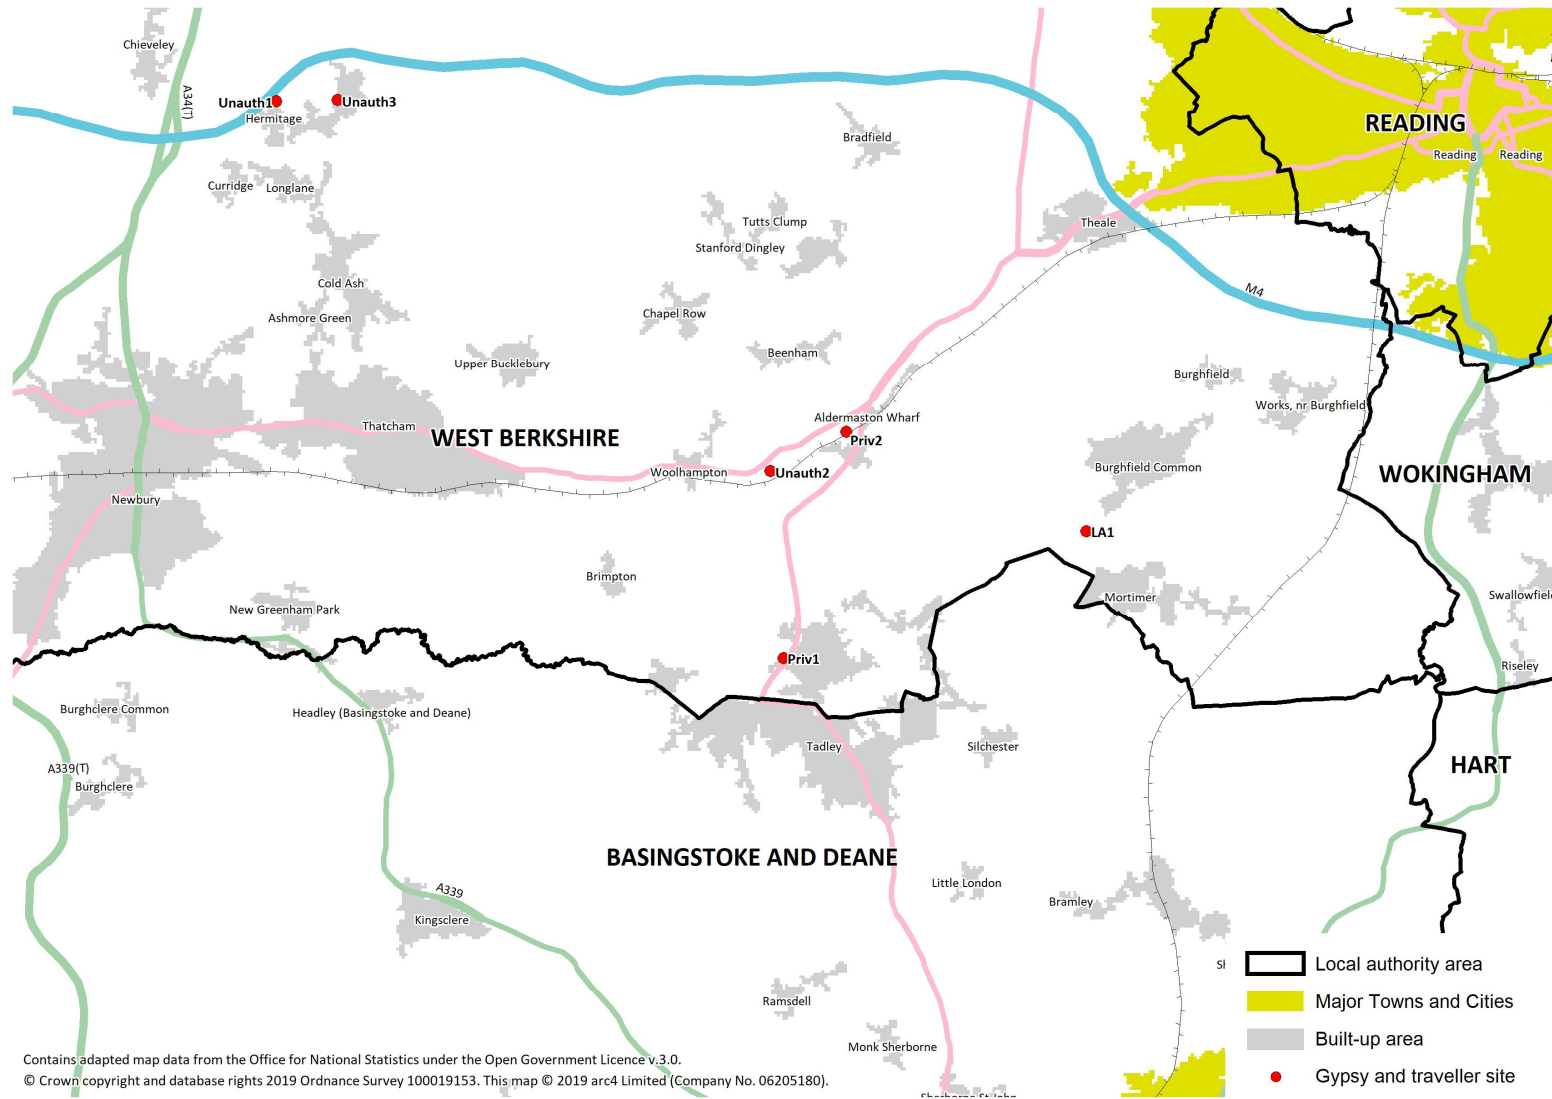 Chieveley
A34(T)
Unauth1
Unauth3
Hermitage
READING
Bradfield
Reading
Reading
Curridge
Longlane
Tutts Clump
Theale
Stanford Dingley
Cold Ash
M4
Ashmore Green
Chapel Row
Beenham
Upper Bucklebury
Burghfield
Works, nr Burghfield
Aldermaston Wharf
Thatcham
WEST BERKSHIRE
Priv2
Burghfield Common
Woolhampton
Unauth2
WOKINGHAM
Newbury
LA1
Brimpton
Mortimer
Swallowfield
New Greenham Park
Priv1
Riseley
Burghclere Common
Headley (Basingstoke and Deane)
Tadley
Silchester
A339(T)
HART
Burghclere
BASINGSTOKE AND DEANE
Little London
A339
Bramley
Kingsclere
Local authority area
Ramsdell
Major Towns and Cities
Monk Sherborne
Built-up area
Contains adapted map data from the Office for National Statistics under the Open Government Licence v.3.0.
Gypsy and traveller site
© Crown copyright and database rights 2019 Ordnance Survey 100019153. This map © 2019 arc4 Limited (Company No. 06205180).